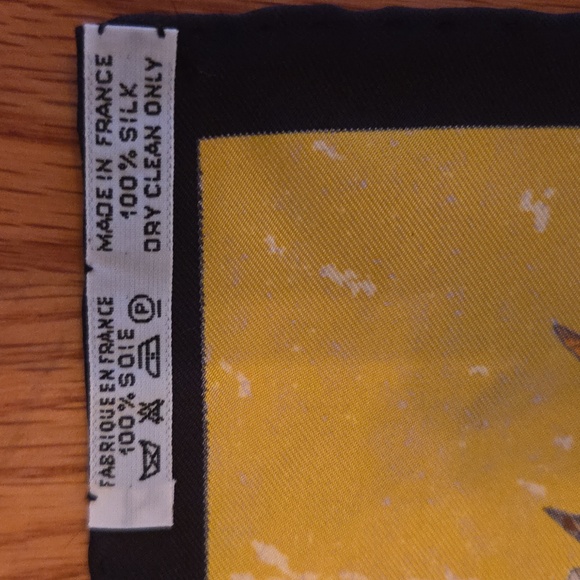 MADE IN FRANCE
100% SILK
DRY CLEAN ONLY
FABRIQUE EN FRANCE
100% SOIE
P